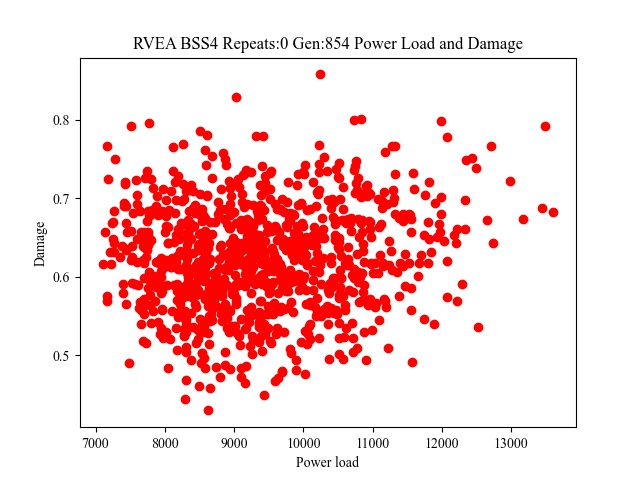 RVEA BSS4 Repeats:0 Gen:854 Power Load and Damage
0.8
0.7
0.6
0.5
Damage
7000 8000 9000 10000 11000 12000 13000
Power load